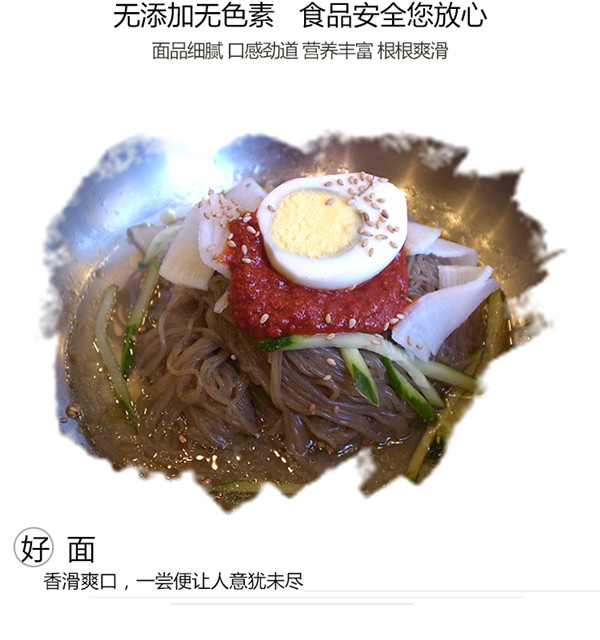 无添加无色素 食品安全您放心
面品细腻 口感劲道 营养丰富 根根爽滑
好 面
香滑爽口，一尝便让人意犹未尽